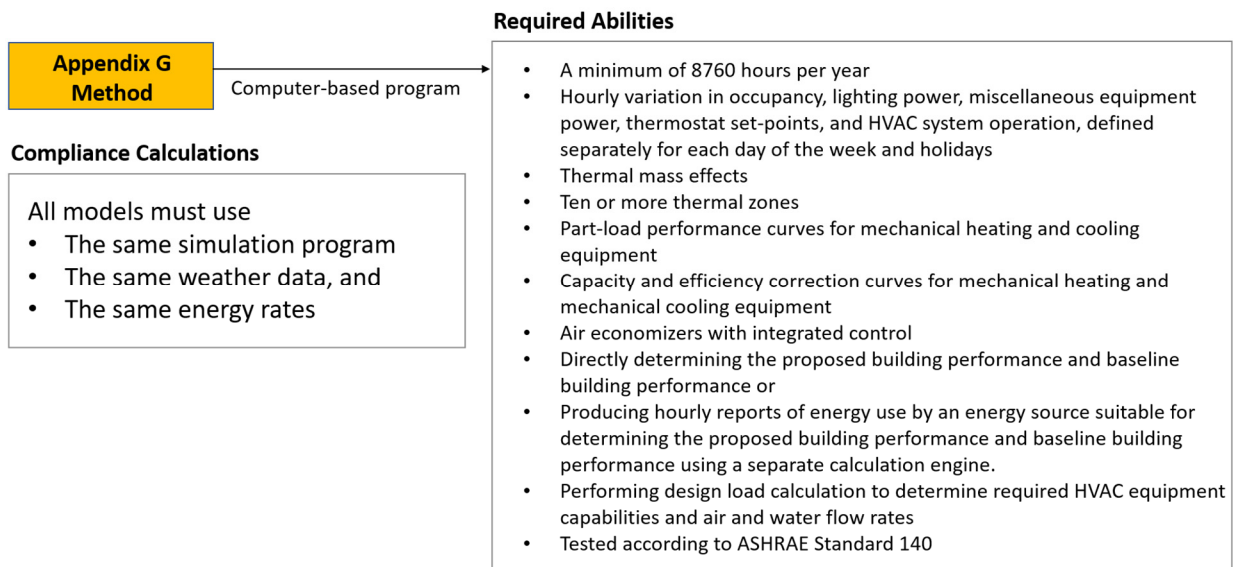 Required Abilities
Appendix G
Method
Computer-based program
• A minimum of 8760 hours per year
• Hourly variation in occupancy, lighting power, miscellaneous equipment
power, thermostat set-points, and HVAC system operation, defined
separately for each day of the week and holidays
• Thermal mass effects
• Ten or more thermal zones
• Part-load performance curves for mechanical heating and cooling
equipment
• Capacity and efficiency correction curves for mechanical heating and
mechanical cooling equipment
• Air economizers with integrated control
• Directly determining the proposed building performance and baseline
building performance or
• Producing hourly reports of energy use by an energy source suitable for
determining the proposed building performance and baseline building
performance using a separate calculation engine.
• Performing design load calculation to determine required HVAC equipment
capabilities and air and water flow rates
• Tested according to ASHRAE Standard 140
Compliance Calculations
All models must use
• The same simulation program
• The same weather data, and
• The same energy rates